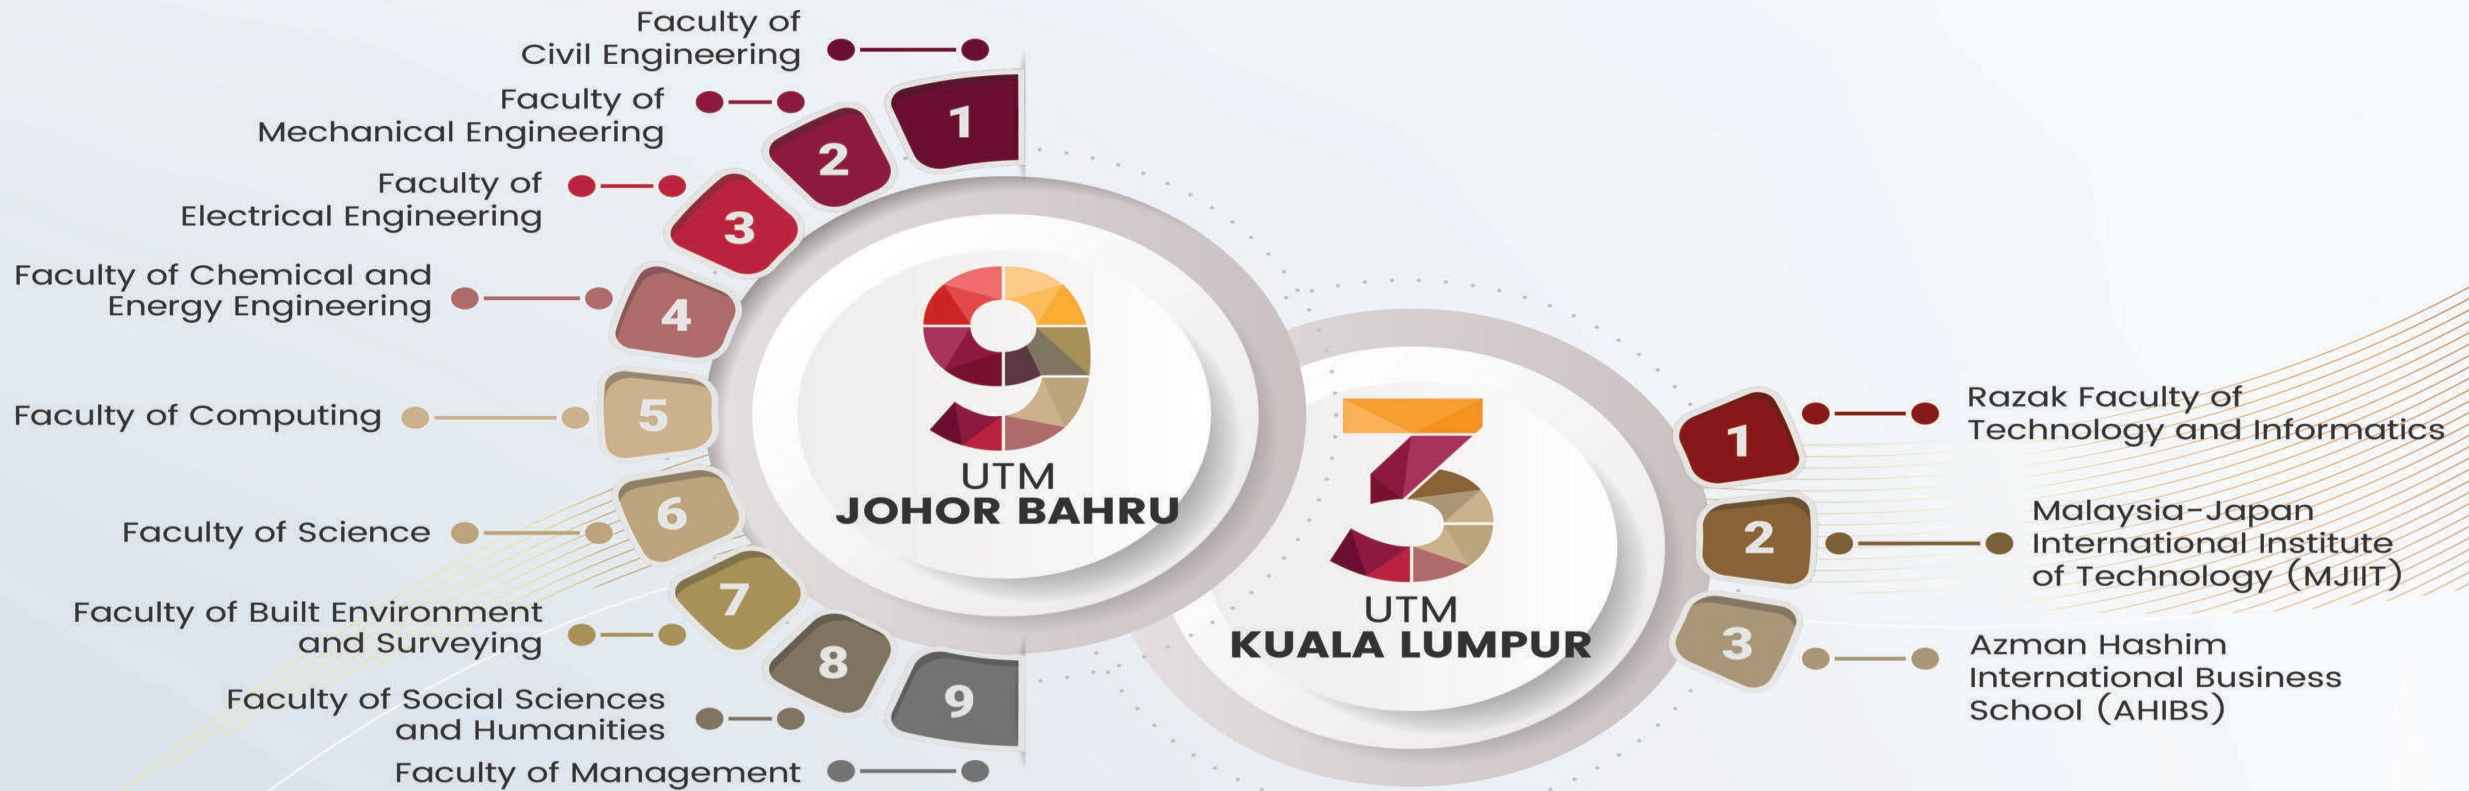 Faculty of
Civil Engineering
1
Faculty of
Mechanical Engineering
2
Faculty of
Electrical Engineering
3
Faculty of Chemical and
Energy Engineering
4
Faculty of Computing
5
Faculty of Science
6
Faculty of Built Environment
and Surveying
7
Faculty of Social Sciences
and Humanities
8
Faculty of Management
9
9
UTM
JOHOR BAHRU
3
UTM
KUALA LUMPUR
1
Razak Faculty of
Technology and Informatics
2
Malaysia-Japan
International Institute
of Technology (MJIIT)
3
Azman Hashim
International Business
School (AHIBS)